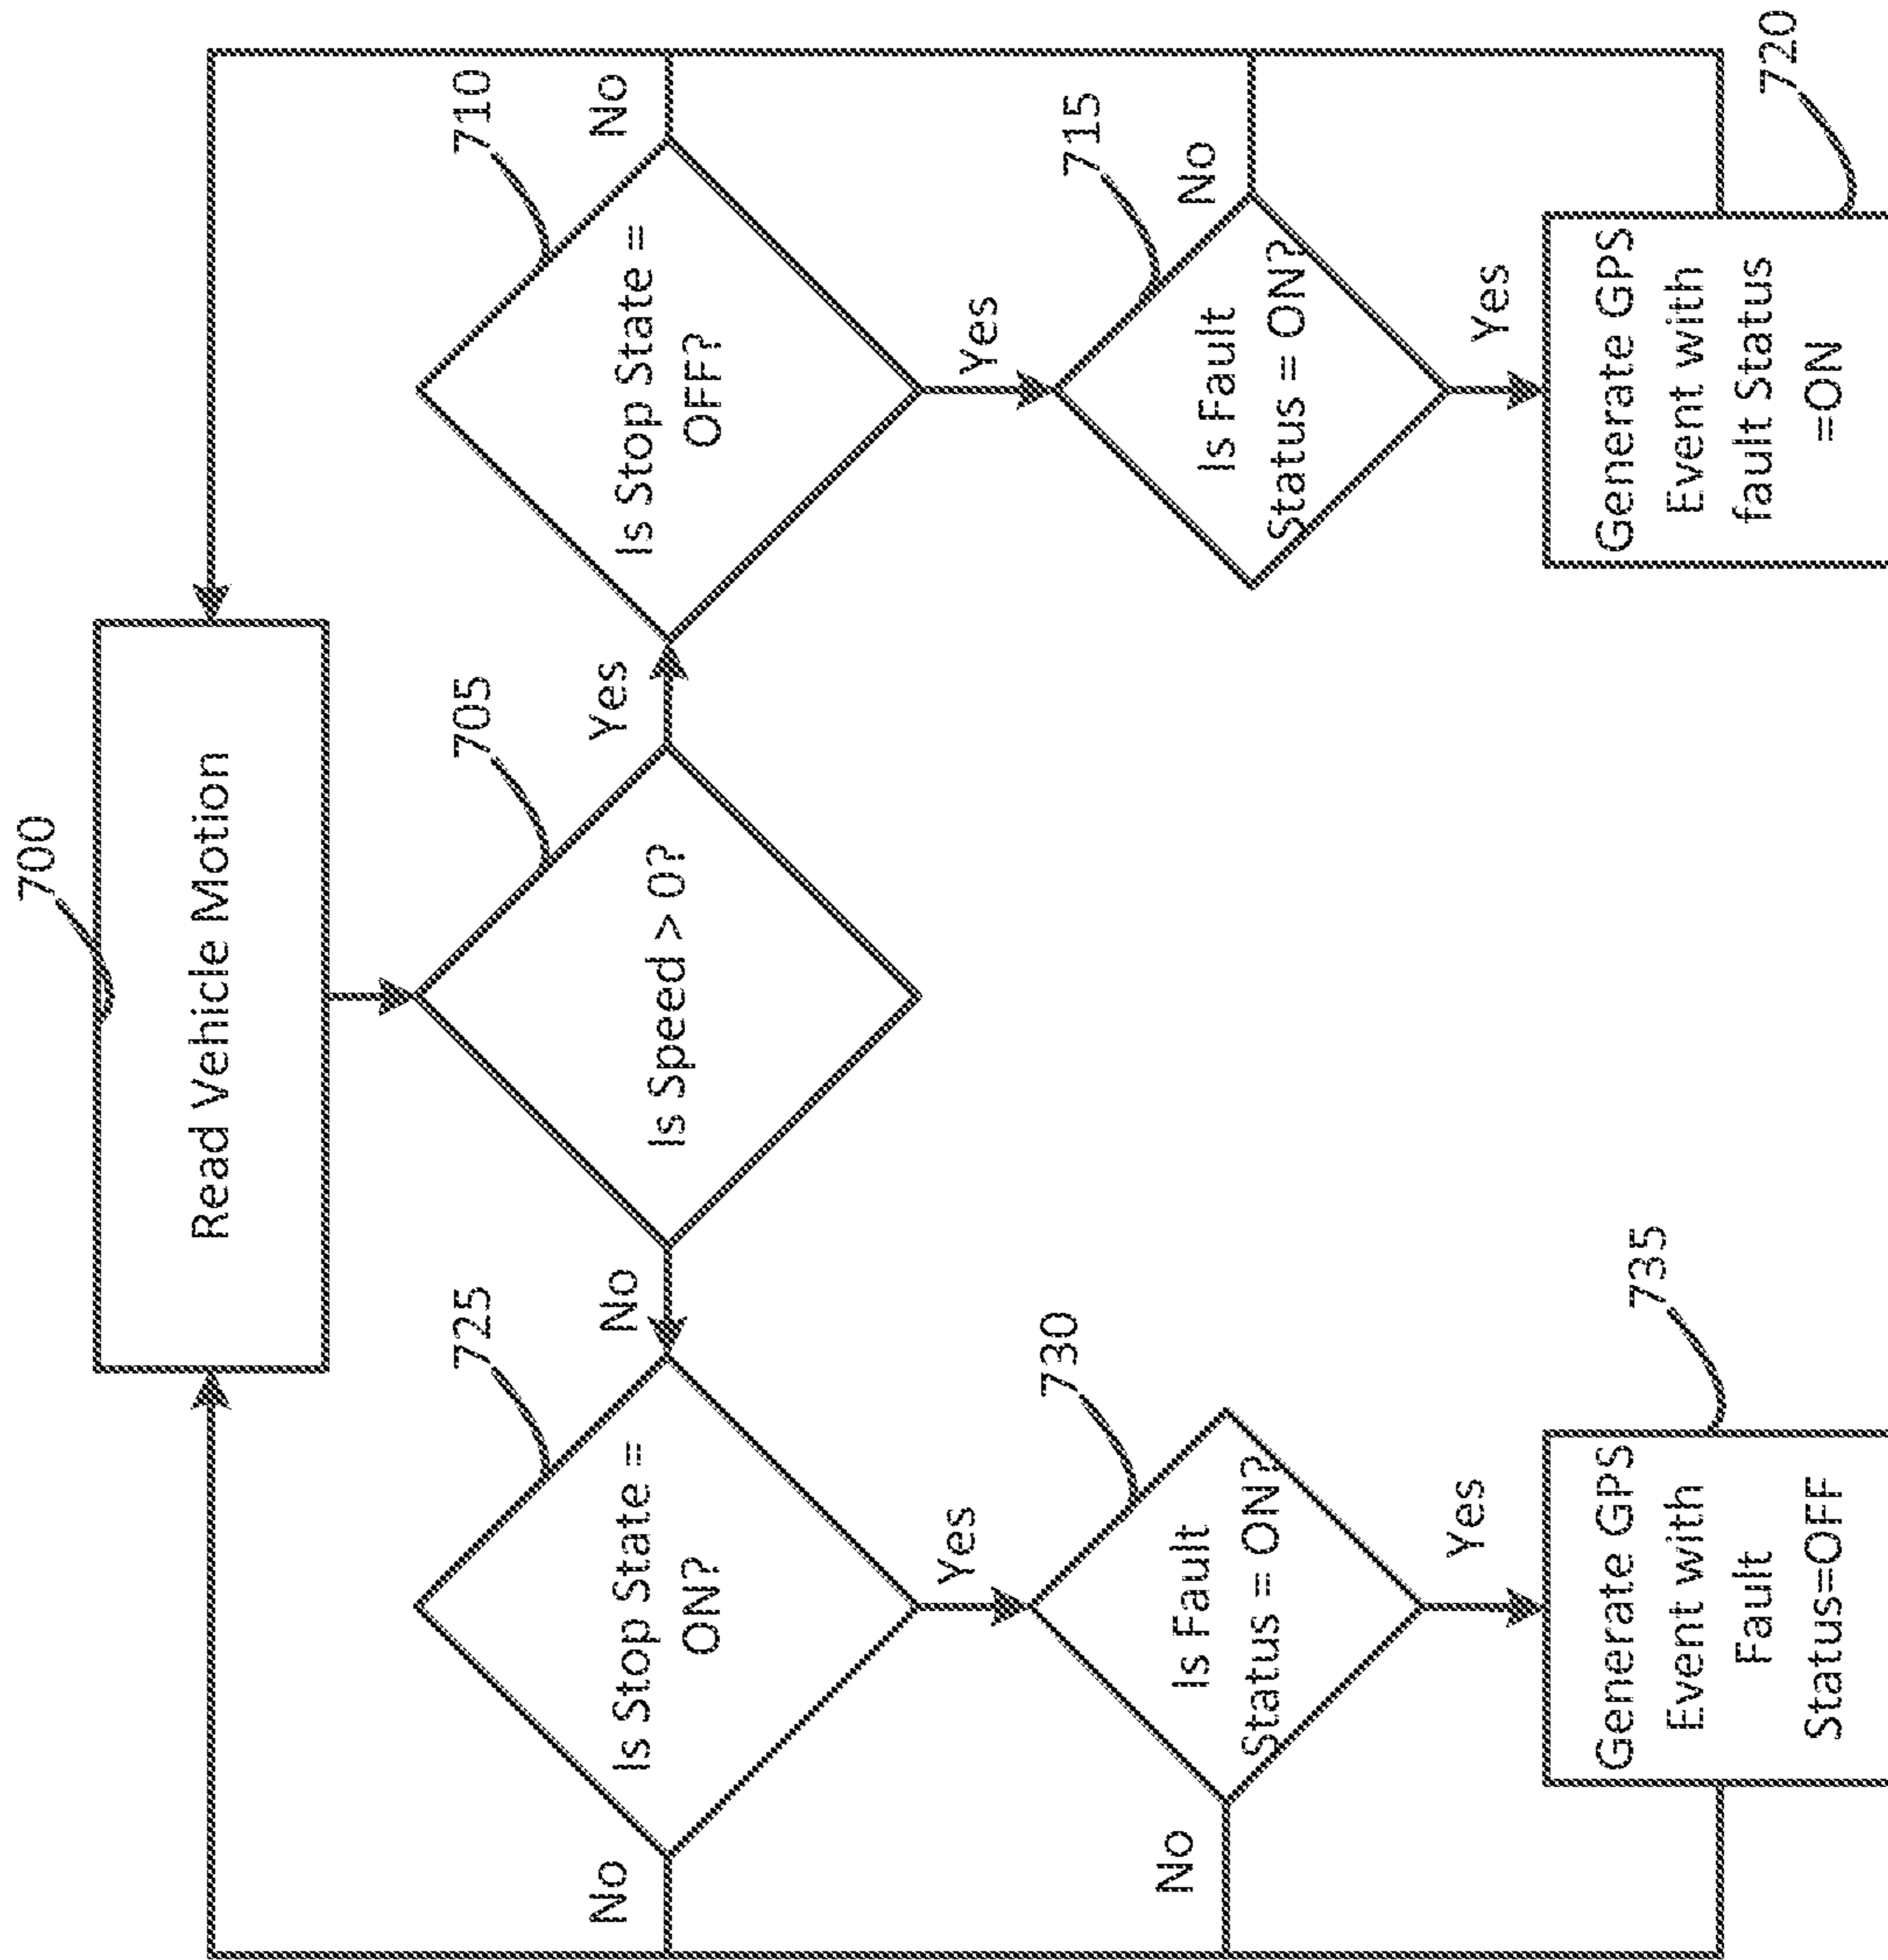 700
Read Vehicle Motion
705
Is Speed > 0?
Yes
No
710
Is Stop State =
OFF?
No
Yes
715
Is Fault
Status = ON?
No
Yes
720
Generate GPS
Event with
fault Status
=ON
725
Is Stop State =
ON?
No
Yes
730
Is Fault
Status = ON?
No
Yes
735
Generate GPS
Event with
Fault
Status=OFF